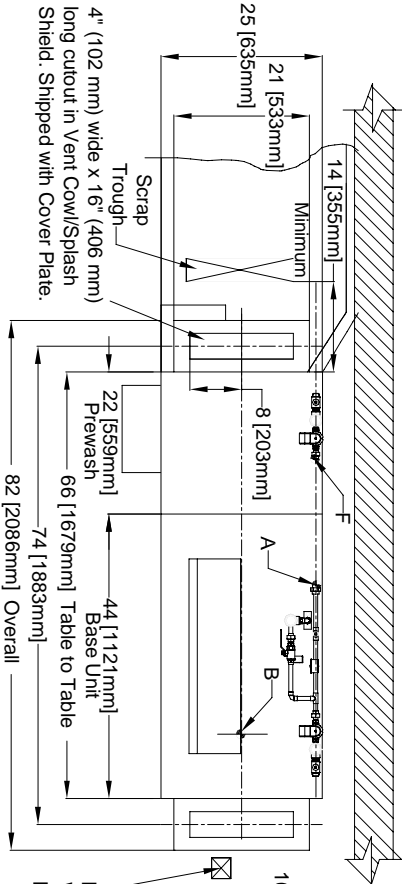 25 [635mm]
21 [533mm]
14 [355mm]
Minimum
Scrap
Trough
4" (102 mm) wide x 16" (406 mm)
long cutout in Vent Cowl/Splash
Shield. Shipped with Cover Plate.
8 [203mm]
F
A
B
22 [559mm]
Prewash
44 [1121mm]
Base Unit
66 [1679mm] Table to Table
74 [1883mm]
82 [2086mm] Overall